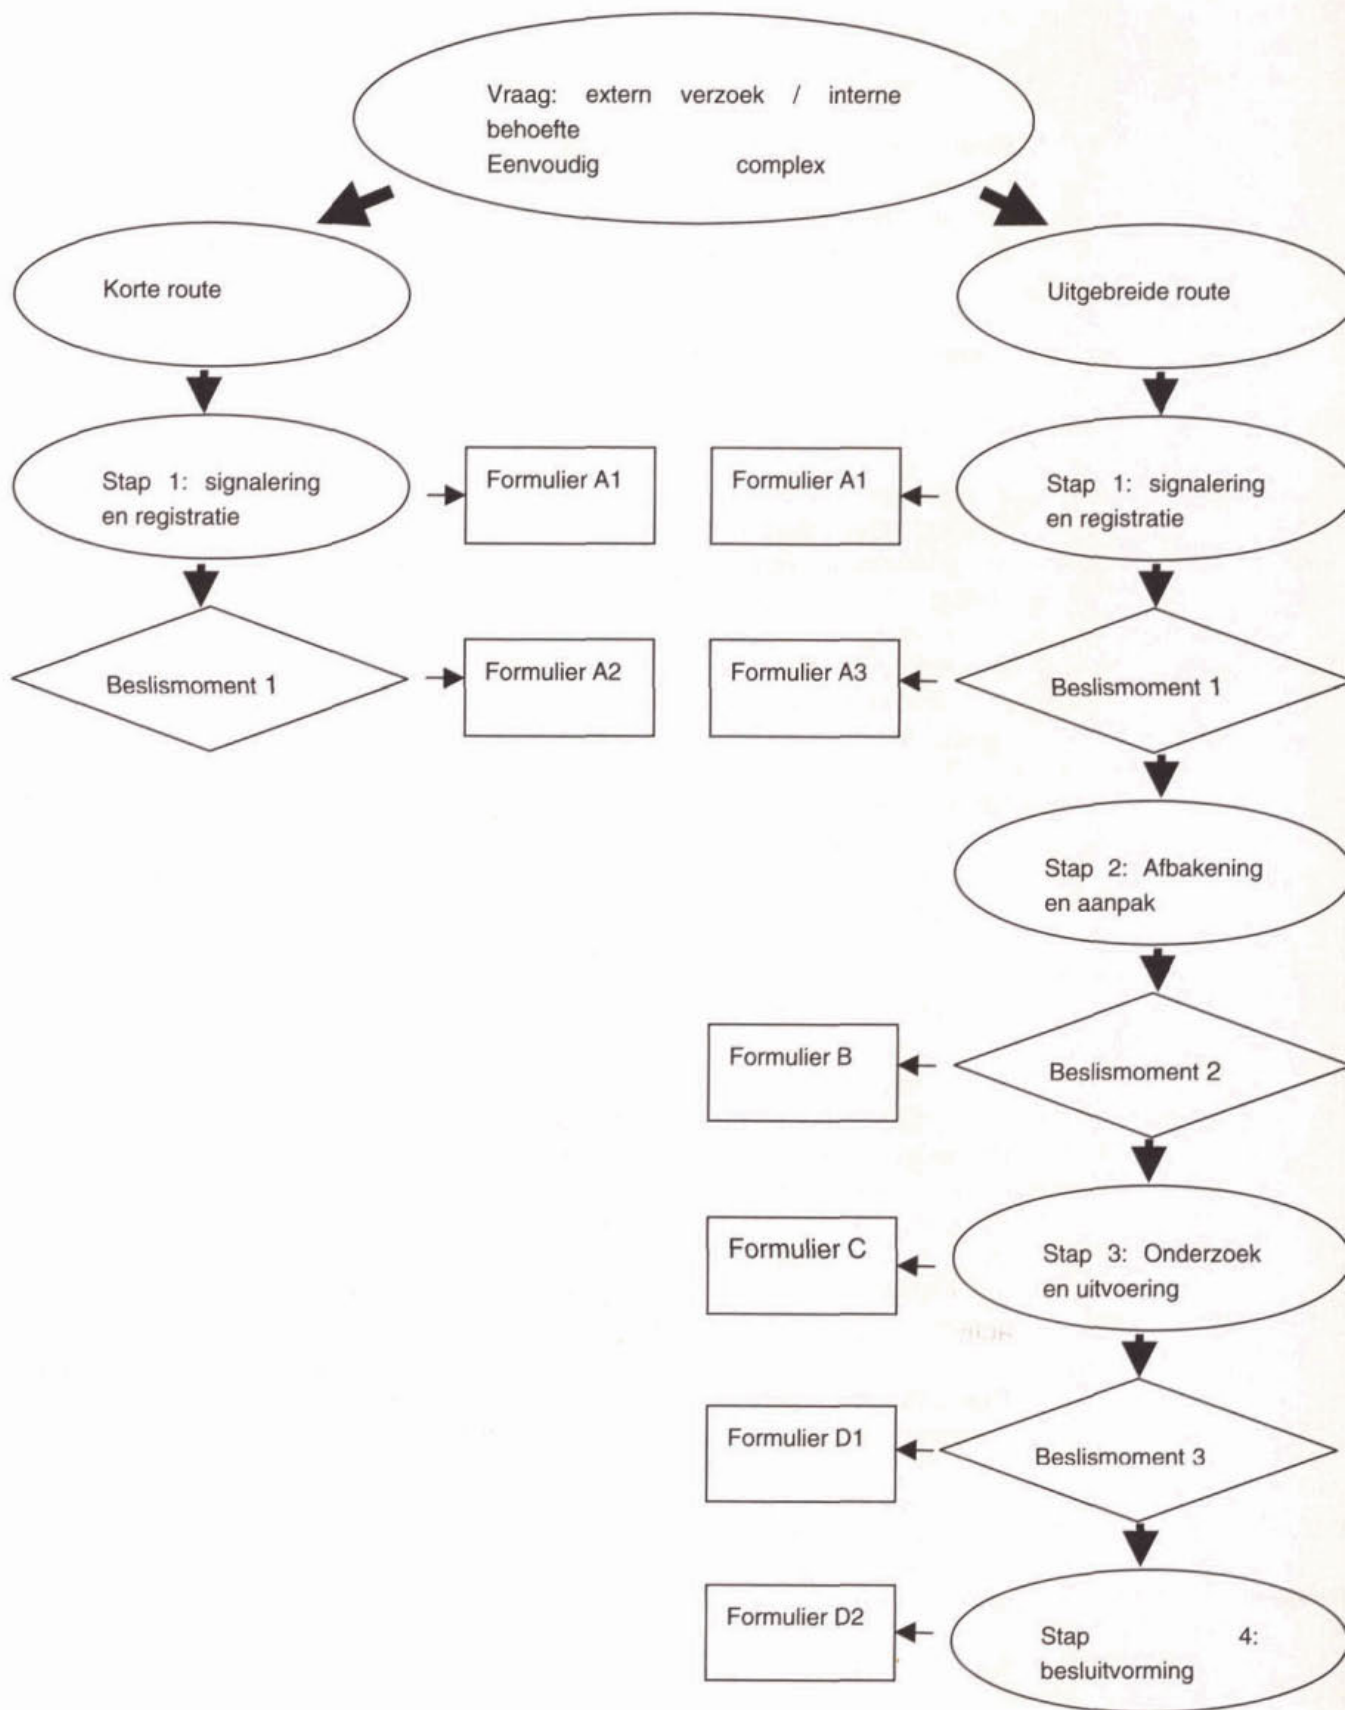 Vraag: extern verzoek / interne
behoefte
Eenvoudig complex
Korte route
Uitgebreide route
Stap 1: signalering
en registratie
Formulier A1
Formulier A1
Stap 1: signalering
en registratie
Beslismoment 1
Formulier A2
Formulier A3
Beslismoment 1
Stap 2: Afbakening
en aanpak
Formulier B
Beslismoment 2
Formulier C
Stap 3: Onderzoek
en uitvoering
Formulier D1
Beslismoment 3
Formulier D2
Stap 4:
besluitvorming